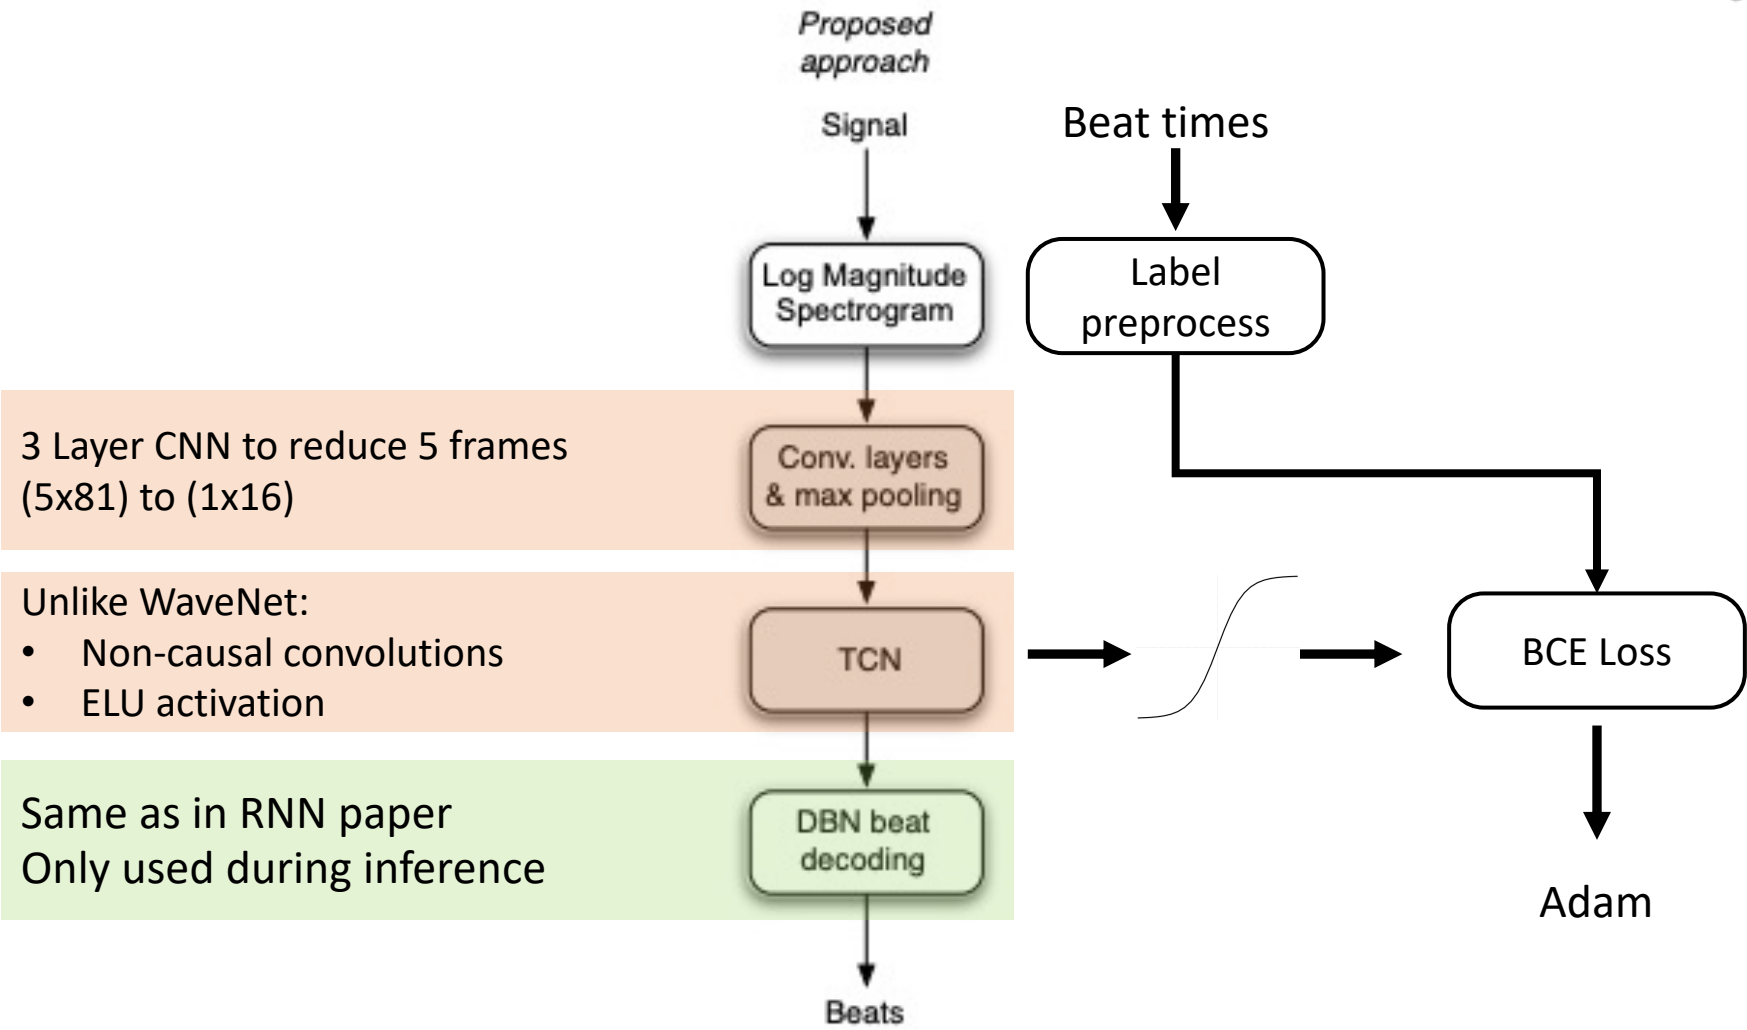 Proposed
approach
Signal
Beat times
Log Magnitude
Spectrogram
Label
preprocess
3 Layer CNN to reduce 5 frames
(5x81) to (1x16)
Conv. layers
& max pooling
Unlike WaveNet:
• Non-causal convolutions
• ELU activation
TCN
BCE Loss
Same as in RNN paper
Only used during inference
DBN beat
decoding
Adam
Beats